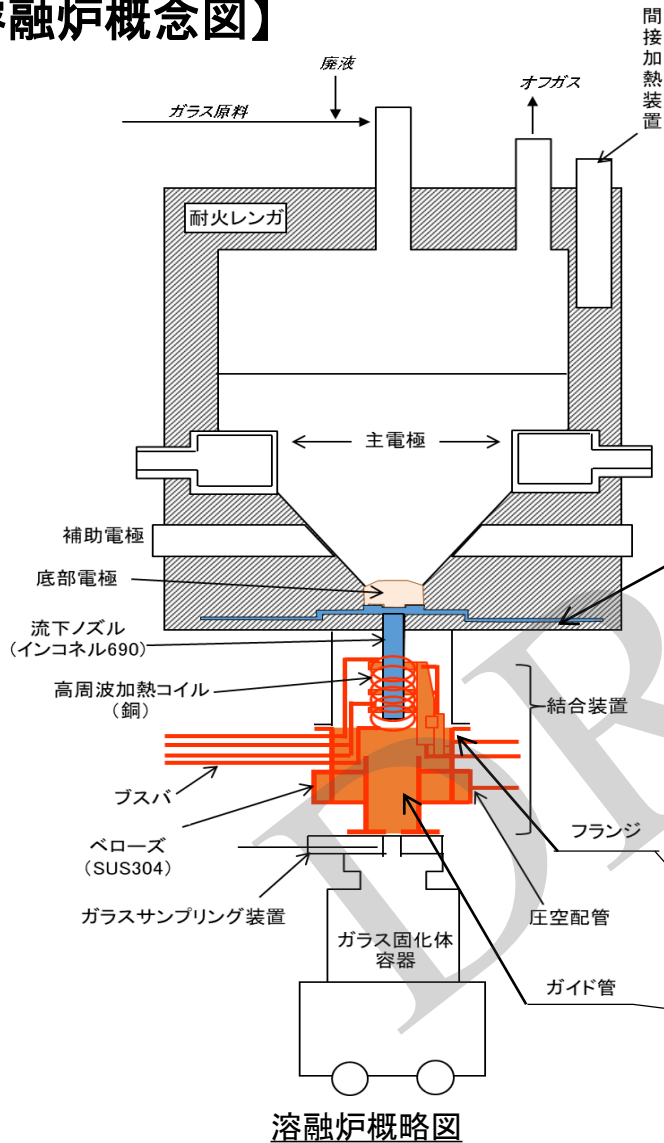 溶融炉概念図】
間接加熱装置
廃液
オフガス
ガラス原料
耐火レンガ
主電極
補助電極
底部電極
流下ノズル
(インコネル690)
高周波加熱コイル
(銅)
結合装置
ブスバ
フランジ
ベローズ
(SUS304)
ガラスサンプリング装置
圧空配管
ガラス固化体
容器
ガイド管
溶融炉概略図
DR